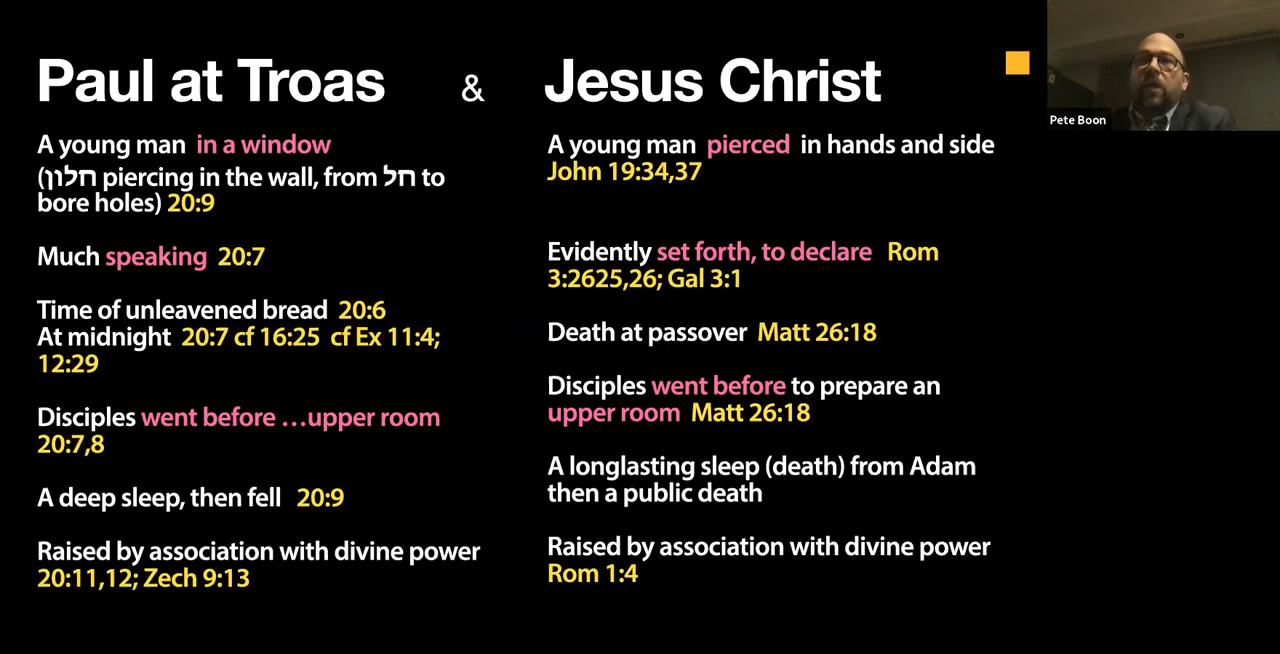 Paul at Troas & Jesus Christ
A young man in a window
(חלון piercing in the wall, from חל to
bore holes) 20:9
Much speaking 20:7
Time of unleavened bread 20:6
At midnight 20:7 cf 16:25 cf Ex 11:4;
12:29
Disciples went before ...upper room
20:7,8
A deep sleep, then fell 20:9
Raised by association with divine power
20:11,12; Zech 9:13
A young man pierced in hands and side
John 19:34,37
Evidently set forth, to declare Rom
3:2625,26; Gal 3:1
Death at passover Matt 26:18
Disciples went before to prepare an
upper room Matt 26:18
A longlasting sleep (death) from Adam
then a public death
Raised by association with divine power
Rom 1:4
Pete Boon